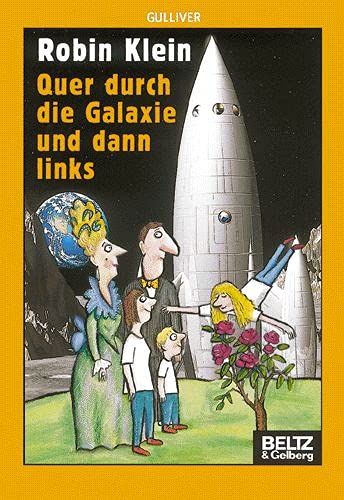 GULLIVER
Robin Klein
Quer durch
die Galaxie
und dann
links
BELTZ
& Gelberg